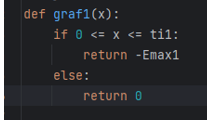 def graf1(x):
    if 0 <= x <= ti1:
        return -Emax1
    else:
        return 0